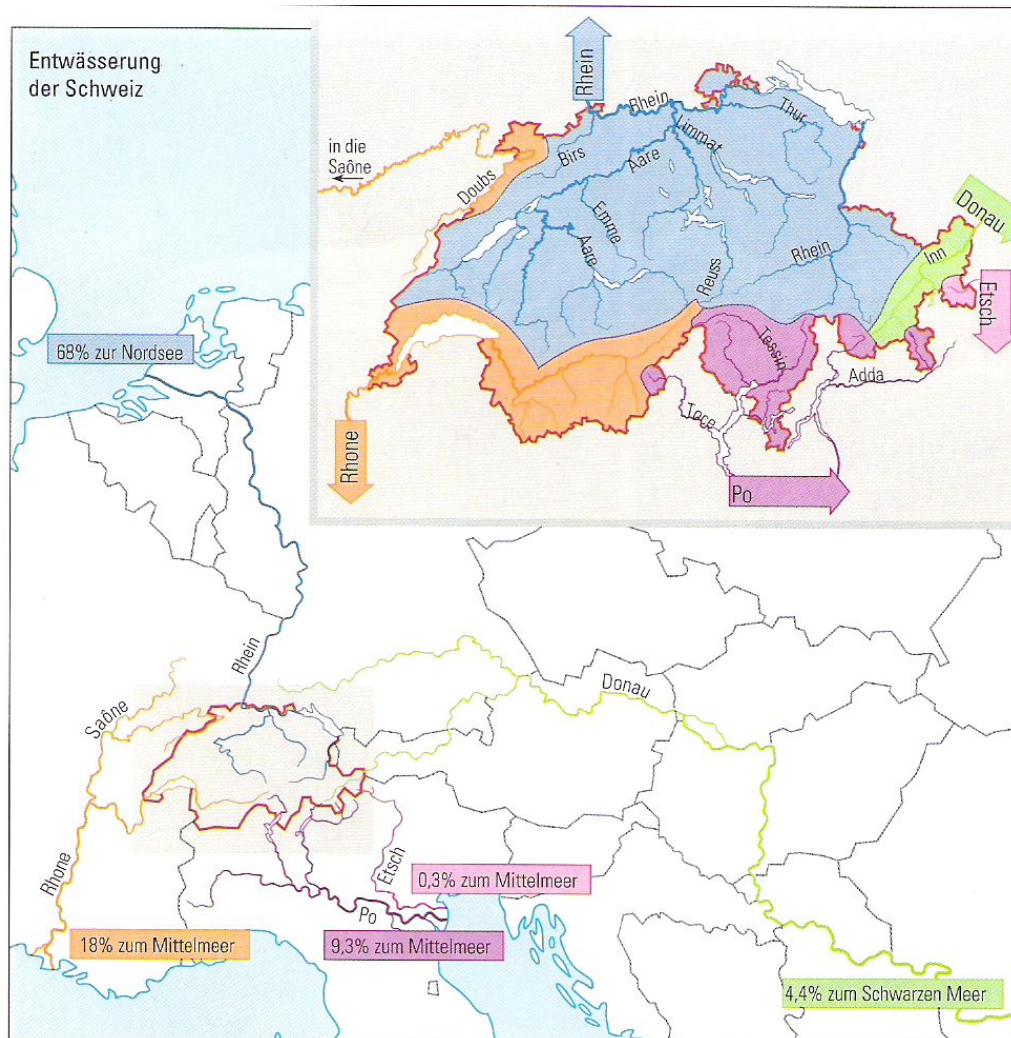 Entwässerung
der Schweiz
Rhein
Rhein
Thur
Limmat
in die
Saône
Birs
Aare
Doubs
Emme
Aare
Reuss
Rhein
Donau
Inn
Etsch
Tessin
Adda
Toce
Rhone
Po
68% zur Nordsee
Rhein
Saône
Donau
Rhone
Etsch
Po
0,3% zum Mittelmeer
18% zum Mittelmeer
9,3% zum Mittelmeer
4,4% zum Schwarzen Meer